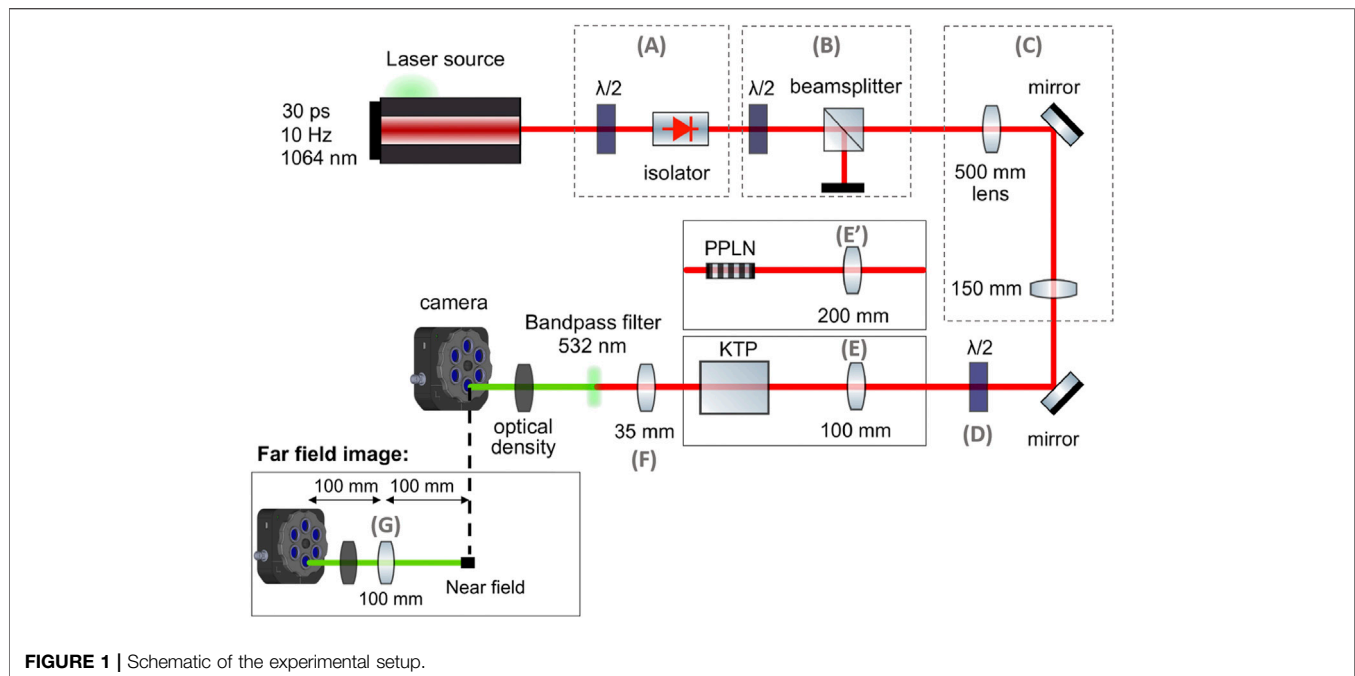 (A)
(B)
(C)
Laser source
mirror
λ/2
λ/2
beamsplitter
30 ps
10 Hz
1064 nm
isolator
500 mm
lens
(E’)
PPLN
150 mm
200 mm
camera
Bandpass filter
532 nm
KTP
(E)
λ/2
optical
density
35 mm
100 mm
(D)
mirror
(F)
Far field image:
100 mm
100 mm
(G)
100 mm
Near field
FIGURE 1 | Schematic of the experimental setup.